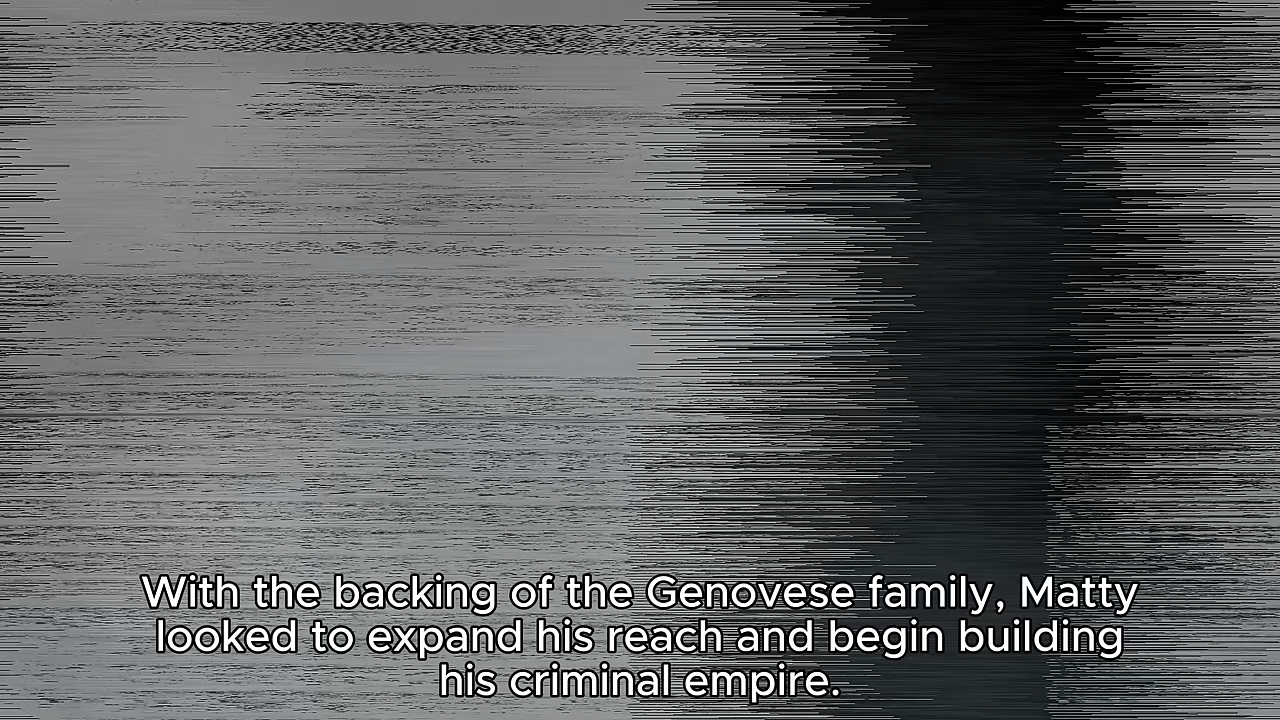 With the backing of the Genovese family, Matty
looked to expand his reach and begin building
his criminal empire.